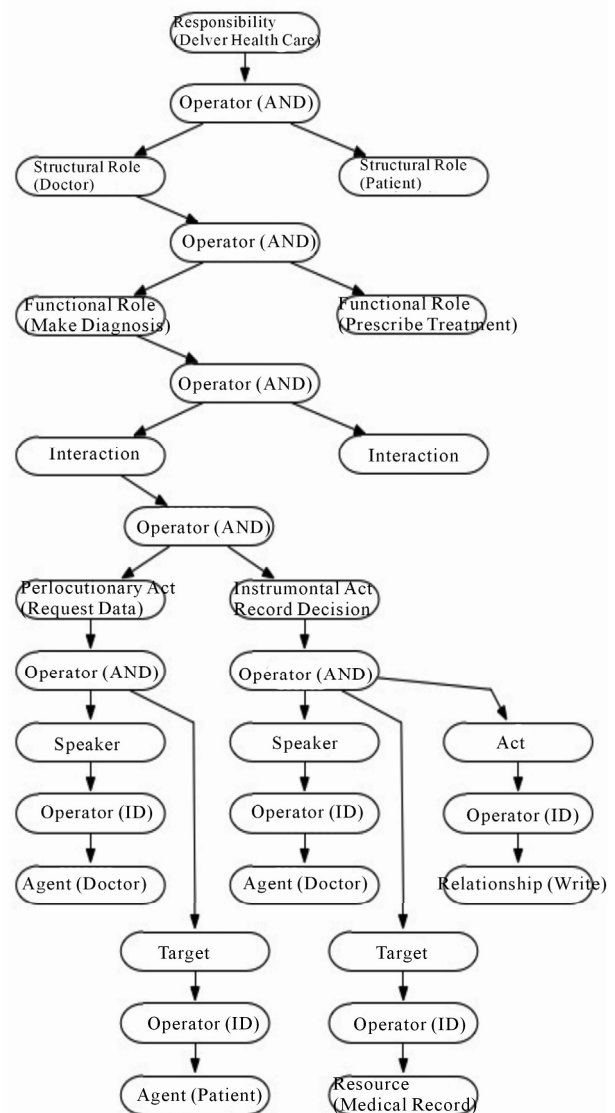 Responsibility
(Delver Health Care)
Operator (AND)
Structural Role
(Doctor)
Structural Role
(Patient)
Operator (AND)
Functional Role
(Make Diagnosis)
Functional Role
(Prescribe Treatment)
Operator (AND)
Interaction
Interaction
Operator (AND)
Perlocutionary Act
(Request Data)
Instrumontal Act
Record Decision
Operator (AND)
Operator (AND)
Speaker
Speaker
Act
Operator (ID)
Operator (ID)
Operator (ID)
Agent (Doctor)
Agent (Doctor)
Relationship (Write)
Target
Target
Operator (ID)
Operator (ID)
Agent (Patient)
Resource
(Medical Record)